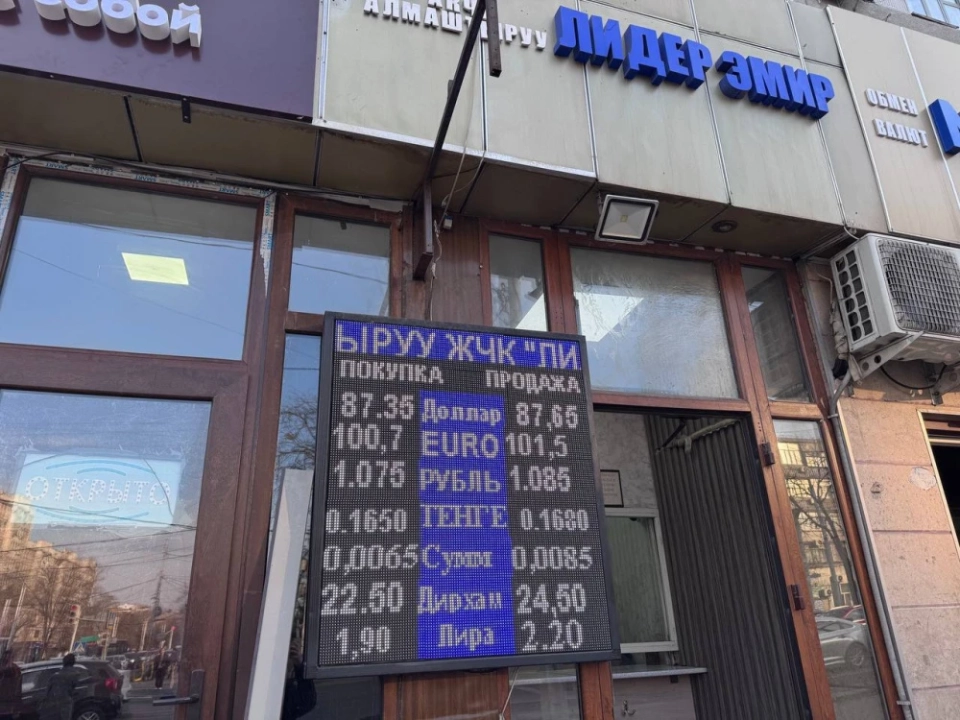 СОБОЙ
АЛМАШТЫРУУ
ЛИДЕР ЭМИР
ОБМЕН
ВАЛЮТ
ЫРУУ ЖЧК "ЛИ
ПОКУПКА ПРОДАЖА
87.35 Доллар 87,65
100,7 EURO 101,5
1.075 РУБЛЬ 1.085
0.1650 ТЕНГЕ 0.1680
0,0065 Сумм 0,0085
22.50 Дирхам 24,50
1,90 Лира 2.20
ОТКРЫТО